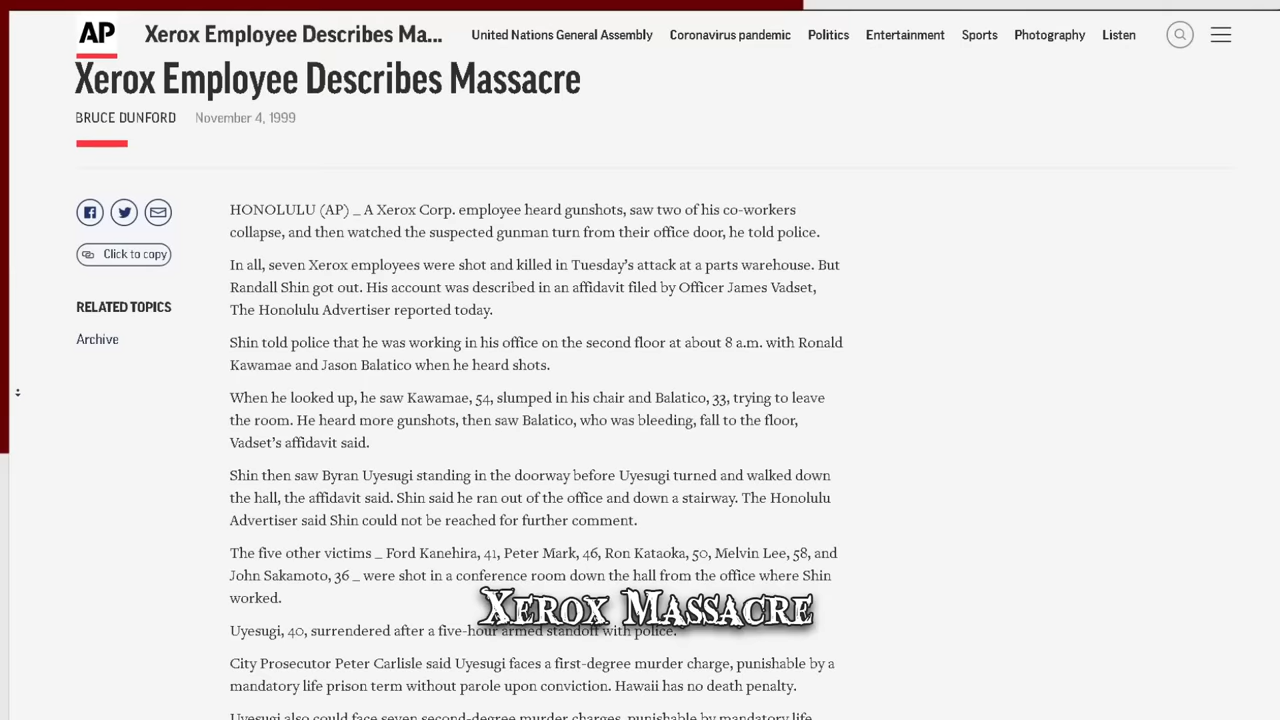 AP
Xerox Employee Describes Ma...
United Nations General Assembly Coronavirus pandemic Politics Entertainment Sports Photography Listen
Xerox Employee Describes Massacre
BRUCE DUNFORD November 4, 1999
Click to copy
RELATED TOPICS
Archive
HONOLULU (AP) _ A Xerox Corp. employee heard gunshots, saw two of his co-workers
collapse, and then watched the suspected gunman turn from their office door, he told police.
In all, seven Xerox employees were shot and killed in Tuesday's attack at a parts warehouse. But
Randall Shin got out. His account was described in an affidavit filed by Officer James Vadset,
The Honolulu Advertiser reported today.
Shin told police that he was working in his office on the second floor at about 8 a.m. with Ronald
Kawamae and Jason Balatico when he heard shots.
When he looked up, he saw Kawamae, 54, slumped in his chair and Balatico, 33, trying to leave
the room. He heard more gunshots, then saw Balatico, who was bleeding, fall to the floor,
Vadset's affidavit said.
Shin then saw Byran Uyesugi standing in the doorway before Uyesugi turned and walked down
the hall, the affidavit said. Shin said he ran out of the office and down a stairway. The Honolulu
Advertiser said Shin could not be reached for further comment.
The five other victims _ Ford Kanehira, 41, Peter Mark, 46, Ron Kataoka, 50, Melvin Lee, 58, and
John Sakamoto, 36 _ were shot in a conference room down the hall from the office where Shin
worked.
Xerox Massacre
Uyesugi, 40, surrendered after a five-hour armed standoff with police.
City Prosecutor Peter Carlisle said Uyesugi faces a first-degree murder charge, punishable by a
mandatory life prison term without parole upon conviction. Hawaii has no death penalty.
Uyesugi also could face seven second-degree murder charges, punishable by mandatory life